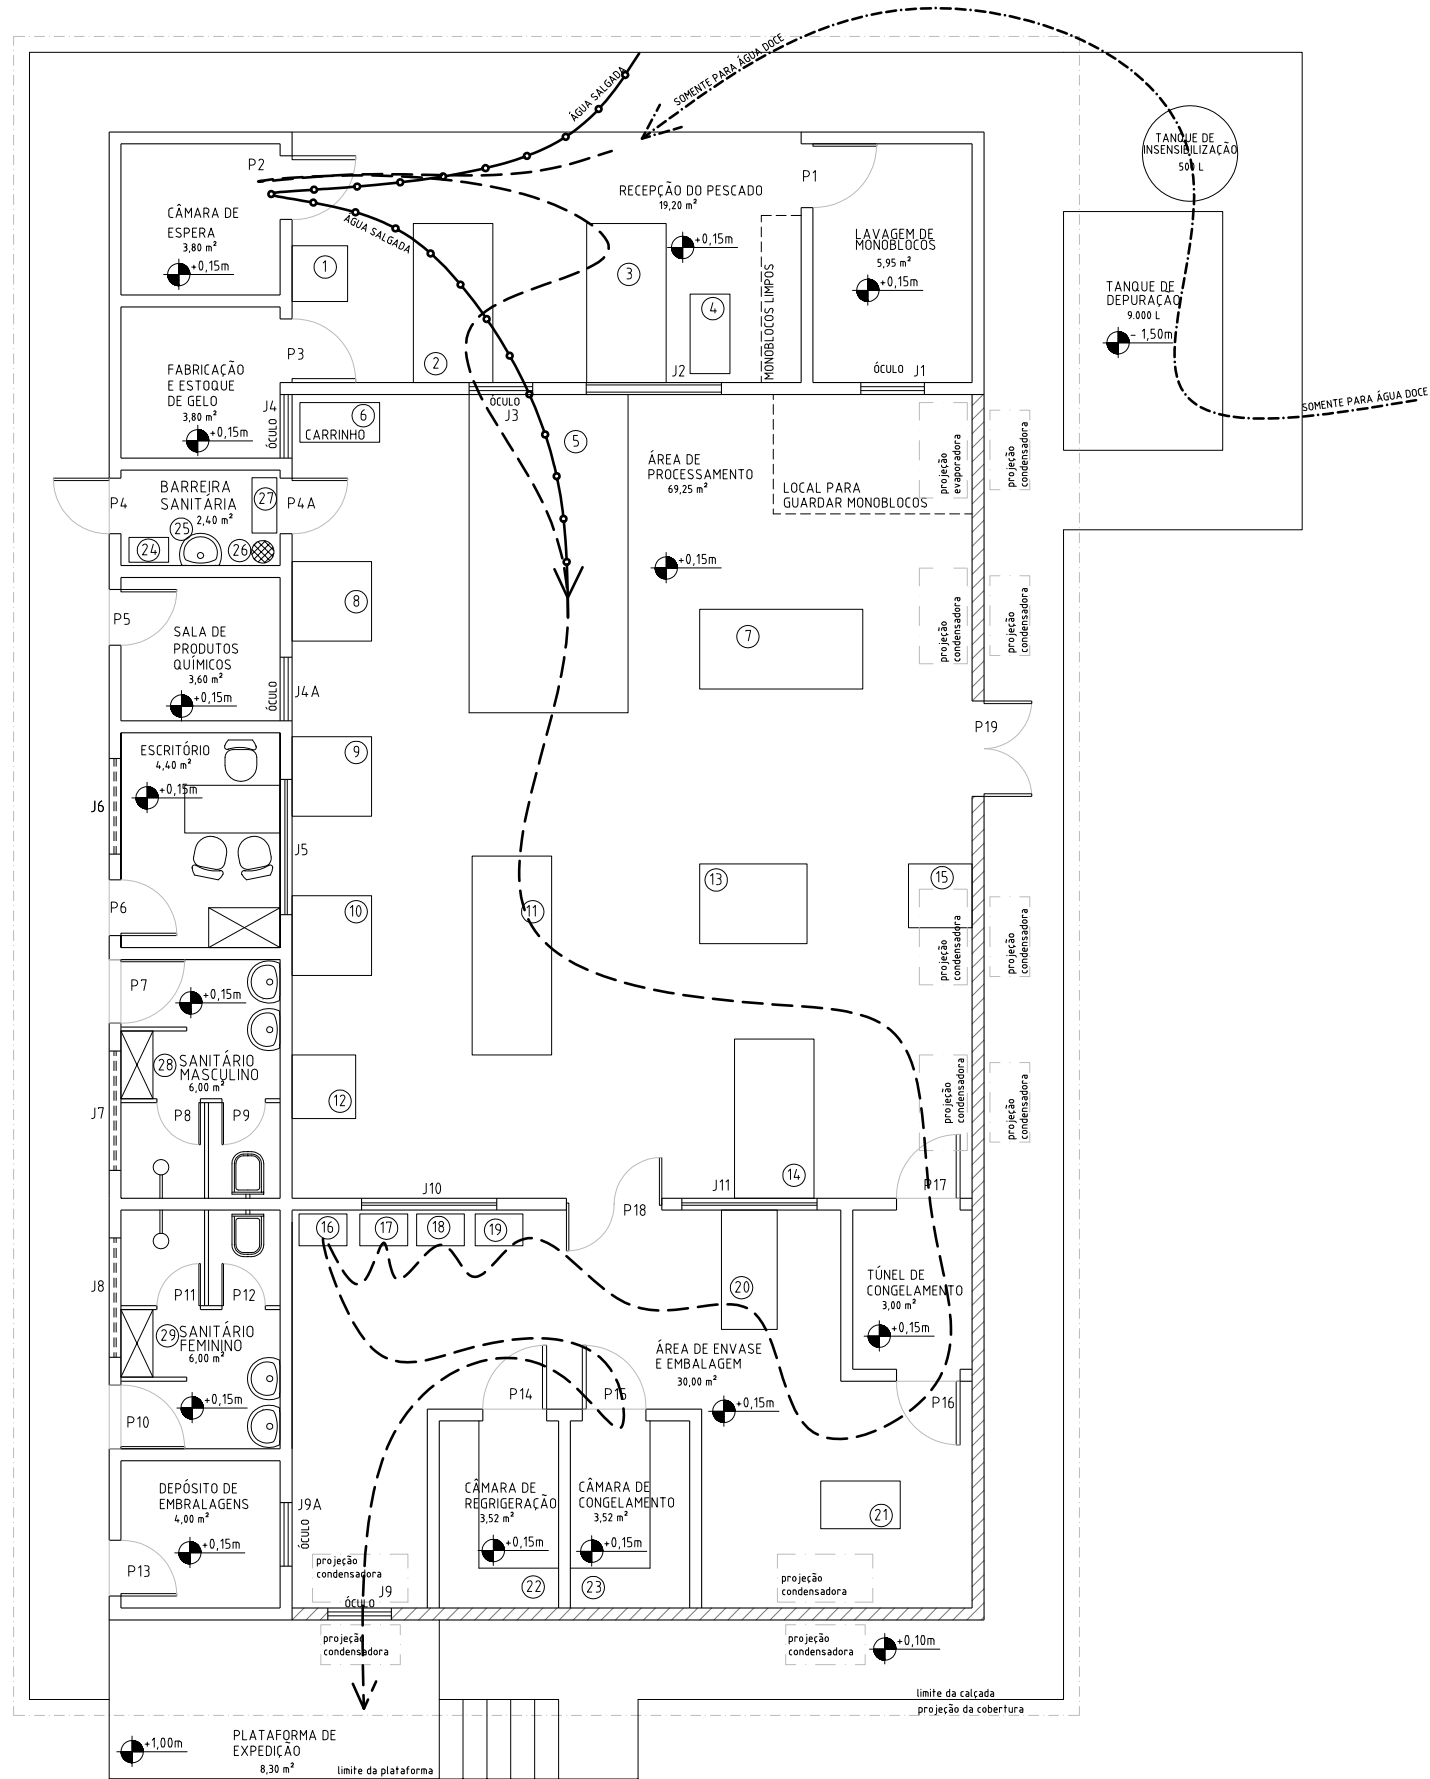 SOMENTE PARA ÁGUA DOCE
ÁGUA SALGADA
TANQUE DE
INSENSIBILIZAÇÃO
500 L
P2
P1
RECEPÇÃO DO PESCADO
19,20 m²
+0,15m
CÂMARA DE
ESPERA
3,80 m²
+0,15m
ÁGUA SALGADA
LAVAGEM DE
MONOBLOCOS
5,95 m²
+0,15m
1
3
4
MONOBLOCOS LIMPOS
TANQUE DE
DEPURAÇÃO
9.000 L
- 1,50m
P3
2
J2
ÓCULO
J1
FABRICAÇÃO
E ESTOQUE
DE GELO
3,80 m²
+0,15m
J4
ÓCULO
6
CARRINHO
ÓCULO
J3
5
SOMENTE PARA ÁGUA DOCE
ÁREA DE
PROCESSAMENTO
69,25 m²
LOCAL PARA
GUARDAR MONOBLOCOS
projeção
evaporadora
projeção
condensadora
P4
BARREIRA
SANITÁRIA
2,40 m²
27
P4A
25
24
26
+0,15m
8
7
projeção
condensadora
projeção
condensadora
P5
SALA DE
PRODUTOS
QUÍMICOS
3,60 m²
+0,15m
ÓCULO
J4A
P19
ESCRITÓRIO
4,40 m²
+0,15m
9
J6
J5
13
15
P6
10
11
projeção
condensadora
projeção
condensadora
P7
+0,15m
28
SANITÁRIO
MASCULINO
6,00 m²
12
projeção
condensadora
projeção
condensadora
J7
P8
P9
14
J10
J11
P17
P18
16
17
18
19
J8
P11
P12
20
TÚNEL DE
CONGELAMENTO
3,00 m²
+0,15m
29
SANITÁRIO
FEMININO
6,00 m²
+0,15m
ÁREA DE ENVASE
E EMBALAGEM
30,00 m²
+0,15m
P14
P15
P16
P10
DEPÓSITO DE
EMBRALAGENS
4,00 m²
+0,15m
J9A
ÓCULO
CÂMARA DE
REGRIGERAÇÃO
3,52 m²
+0,15m
CÂMARA DE
CONGELAMENTO
3,52 m²
+0,15m
21
P13
projeção
condensadora
J9
ÓCULO
22
23
projeção
condensadora
projeção
condensadora
projeção
condensadora
+0,10m
limite da calçada
projeção da cobertura
+1,00m
PLATAFORMA DE
EXPEDIÇÃO
8,30 m²
limite da plataforma